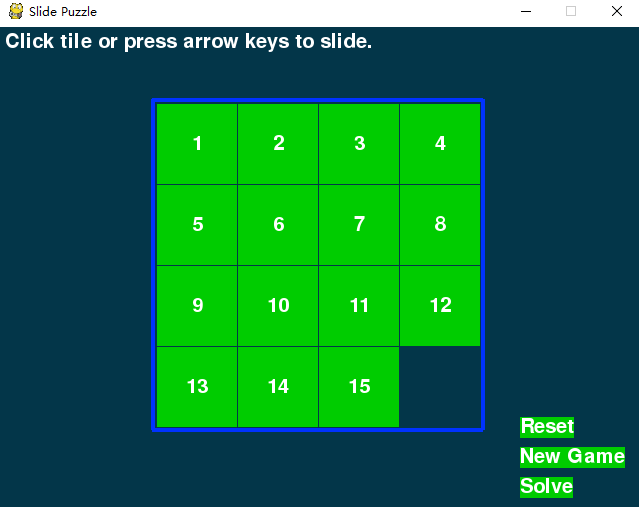 Slide Puzzle
Click tile or press arrow keys to slide.
1 2 3 4
5 6 7 8
9 10 11 12
13 14 15
Reset
New Game
Solve